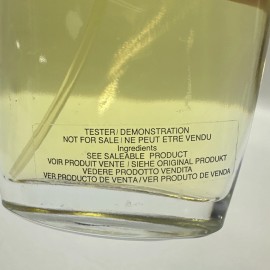 TESTER / DEMONSTRATION
NOT FOR SALE / NE PEUT ETRE VENDU
Ingredients
SEE SALEABLE PRODUCT
VOIR PRODUIT VENTE / SIEHE ORIGINAL PRODUKT
VEDERE PRODOTTO VENDITA
VER PRODUCTO DE VENTA / VER PRODUTO DE VENDA